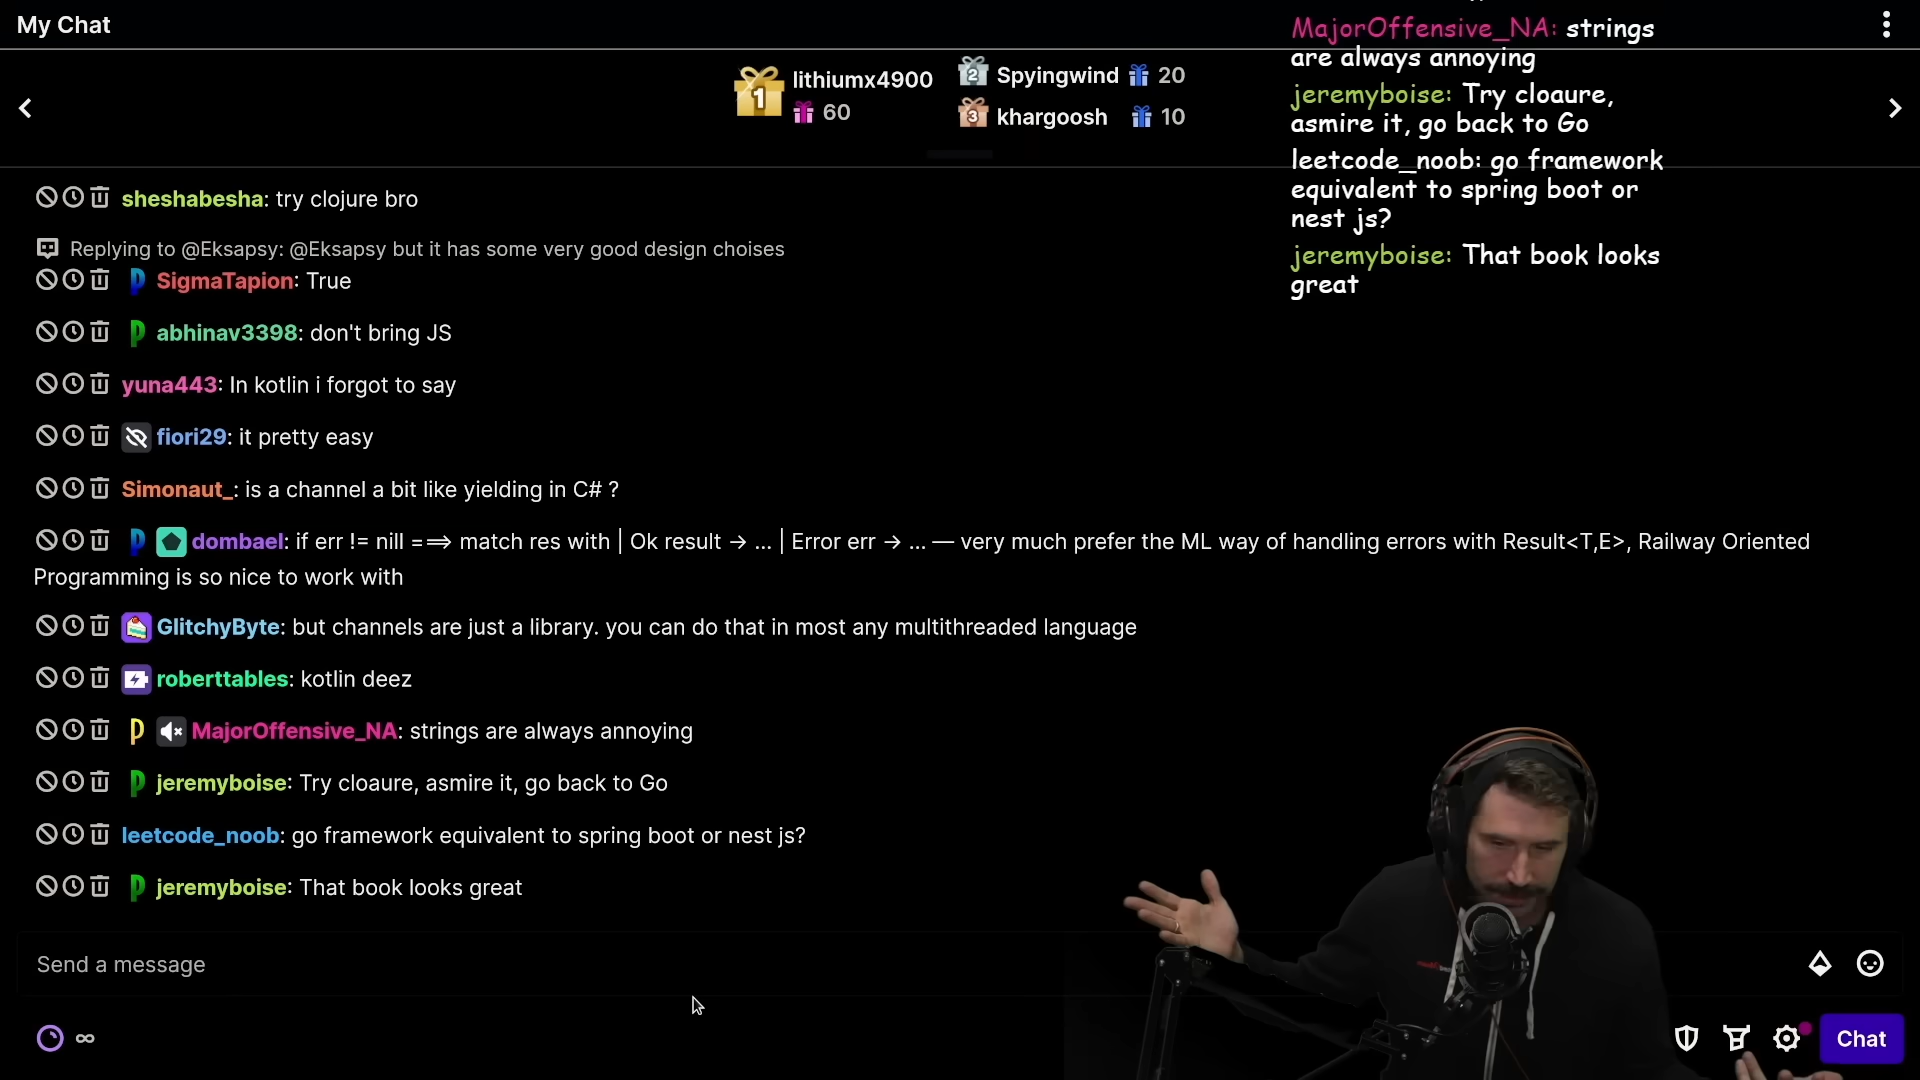 My Chat
lithiumx4900
60
1
2
Spyingwind 20
3
khargoosh 10
MajorOffensive_NA: strings
are always annoying
jeremyboise: Try cloaure,
asmire it, go back to Go
leetcode_noob: go framework
equivalent to spring boot or
nest js?
jeremyboise: That book looks
great
sheshabesha: try clojure bro
Replying to @Eksapsy: @Eksapsy but it has some very good design choises
SigmaTapion: True
abhinav3398: don't bring JS
yuna443: In kotlin i forgot to say
fiori29: it pretty easy
Simonaut_: is a channel a bit like yielding in C# ?
dombael: if err != nill ==> match res with | Ok result -> ... | Error err -> ... — very much prefer the ML way of handling errors with Result<T,E>, Railway Oriented
Programming is so nice to work with
GlitchyByte: but channels are just a library. you can do that in most any multithreaded language
roberttables: kotlin deez
MajorOffensive_NA: strings are always annoying
jeremyboise: Try cloaure, asmire it, go back to Go
leetcode_noob: go framework equivalent to spring boot or nest js?
jeremyboise: That book looks great
Send a message
∞
Chat